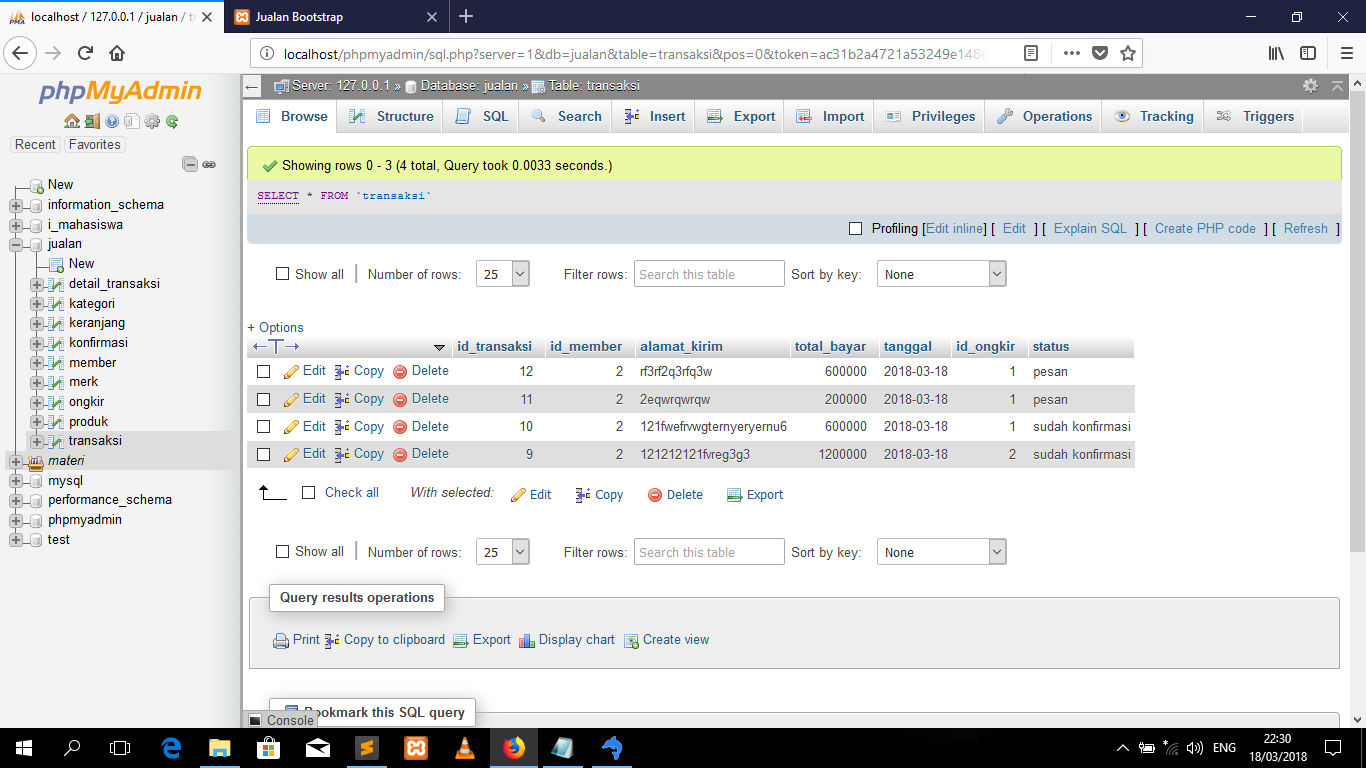 localhost / 127.0.0.1 / jualan / tr
Jualan Bootstrap
localhost/phpmyadmin/sql.php?server=1&db=jualan&table=transaksi&pos=0&token=ac31b2a4721a53249e148
phpMyAdmin
Recent Favorites
New
information_schema
i_mahasiswa
jualan
New
detail_transaksi
kategori
keranjang
konfirmasi
member
merk
ongkir
produk
transaksi
materi
mysql
performance_schema
phpmyadmin
test
Server: 127.0.0.1 » Database: jualan » Table: transaksi
Browse Structure SQL Search Insert Export Import Privileges Operations Tracking Triggers
Showing rows 0 - 3 (4 total, Query took 0.0033 seconds.)
SELECT * FROM `transaksi`
Profiling [Edit inline] [ Edit ] [ Explain SQL ] [ Create PHP code ] [ Refresh ]
Show all | Number of rows: 25 Filter rows: Search this table Sort by key: None
+ Options
←T→ id_transaksi id_member alamat_kirim total_bayar tanggal id_ongkir status
Edit Copy Delete 12 2 rf3rf2q3rfq3w 600000 2018-03-18 1 pesan
Edit Copy Delete 11 2 2eqwrqwrqw 200000 2018-03-18 1 pesan
Edit Copy Delete 10 2 121fwefrvwgternyeryernu6 600000 2018-03-18 1 sudah konfirmasi
Edit Copy Delete 9 2 121212121fvreg3g3 1200000 2018-03-18 2 sudah konfirmasi
Check all With selected: Edit Copy Delete Export
Show all | Number of rows: 25 Filter rows: Search this table Sort by key: None
Query results operations
Print Copy to clipboard Export Display chart Create view
Bookmark this SQL query
Console
ENG
22:30
18/03/2018